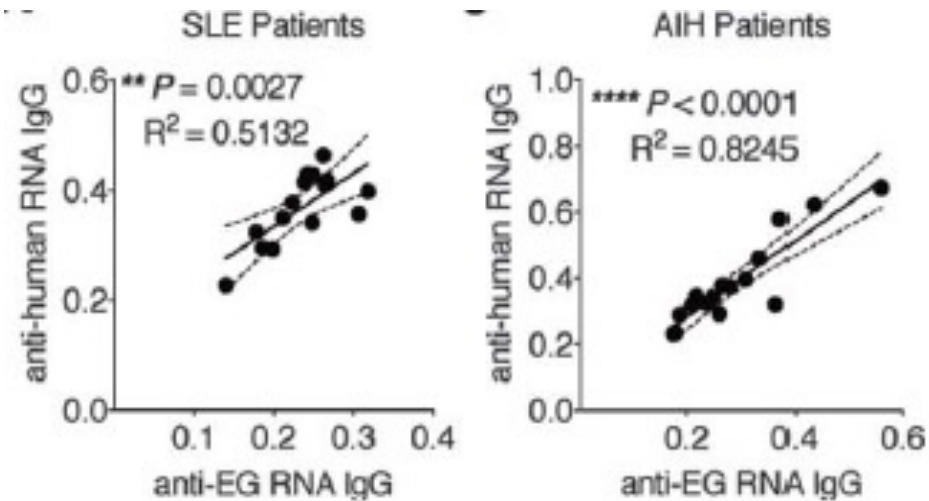 SLE Patients
** P = 0.0027
R² = 0.5132
anti-human RNA IgG
0.6
0.4
0.2
0.0
0.1
0.2
0.3
0.4
anti-EG RNA IgG
AIH Patients
**** P < 0.0001
R² = 0.8245
anti-human RNA IgG
1.0
0.8
0.6
0.4
0.2
0.0
0.2
0.4
0.6
anti-EG RNA IgG